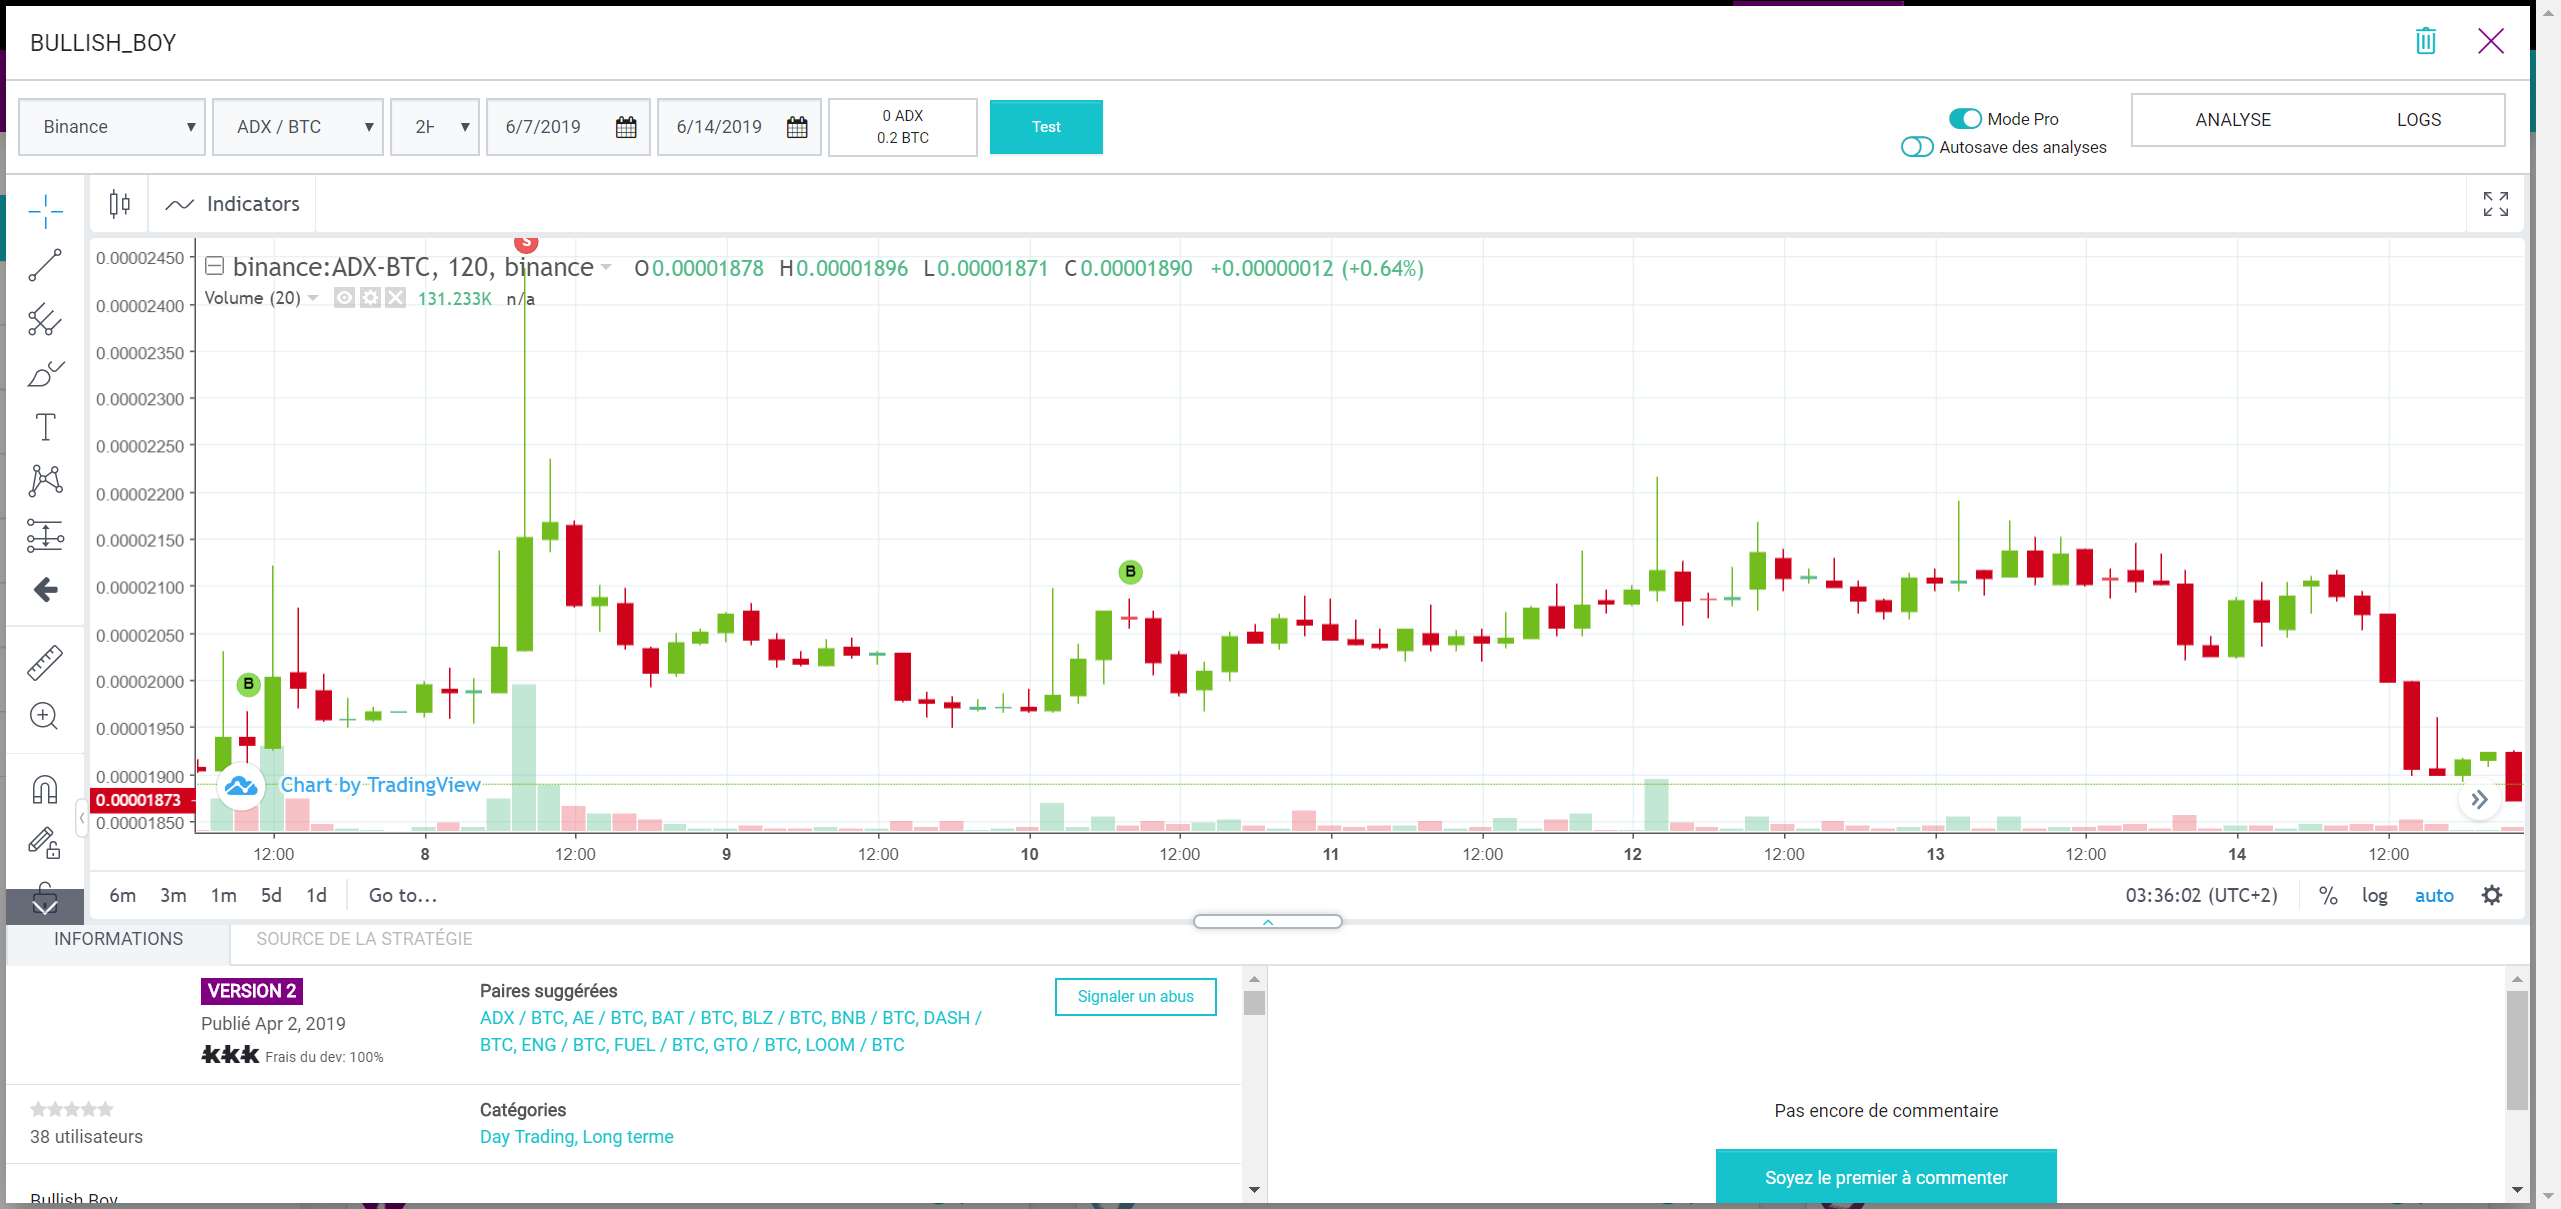 BULLISH_BOY
Binance
ADX / BTC
2H
6/7/2019
6/14/2019
0 ADX
0.2 BTC
Test
Mode Pro
Autosave des analyses
ANALYSE
LOGS
Indicators
S
binance:ADX-BTC, 120, binance O0.00001878 H0.00001896 L0.00001871 C0.00001890 +0.00000012 (+0.64%)
Volume (20) 131.233K n/a
0.00002450
0.00002400
0.00002350
0.00002300
0.00002250
0.00002200
0.00002150
0.00002100
0.00002050
0.00002000
0.00001950
0.00001900
0.00001873
0.00001850
B
B
Chart by TradingView
12:00 8 12:00 9 12:00 10 12:00 11 12:00 12 12:00 13 12:00 14 12:00
6m 3m 1m 5d 1d Go to...
03:36:02 (UTC+2) % log auto
INFORMATIONS
SOURCE DE LA STRATÉGIE
VERSION 2
Publié Apr 2, 2019
Frais du dev: 100%
Paires suggérées
ADX / BTC, AE / BTC, BAT / BTC, BLZ / BTC, BNB / BTC, DASH /
BTC, ENG / BTC, FUEL / BTC, GTO / BTC, LOOM / BTC
Signaler un abus
38 utilisateurs
Catégories
Day Trading, Long terme
Bullish Boy
Pas encore de commentaire
Soyez le premier à commenter